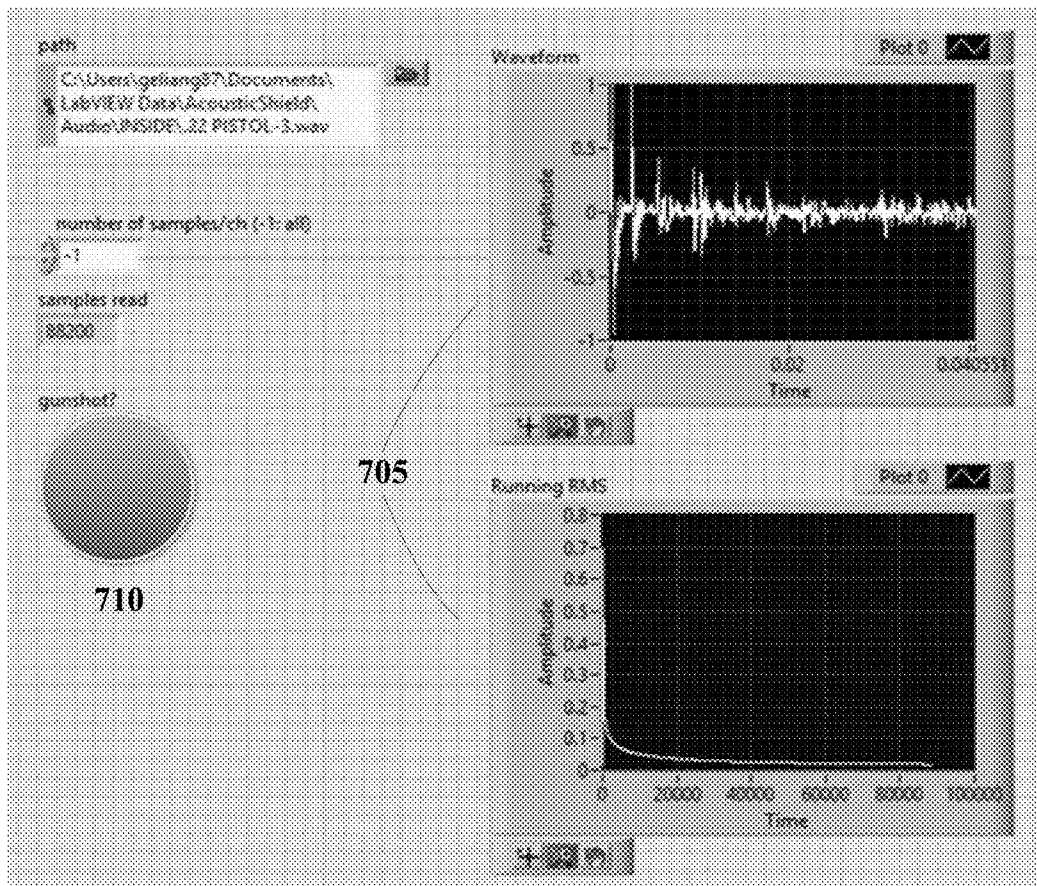 path
C:\Users\geliang87\Documents\
LabVIEW Data\AcousticShield\
Audio\INSIDE\.22 PISTOL-3.wav
number of samples/ch (-1: all)
-1
samples read
88200
gunshot?
710
705
Waveform
Plot 0
1
0.5
0
-0.5
-1
Amplitude
0
0.02
0.040531
Time
Running RMS
Plot 0
0.8
0.7
0.6
0.5
0.4
0.3
0.2
0.1
0
Amplitude
0
20000
40000
60000
80000
100000
Time